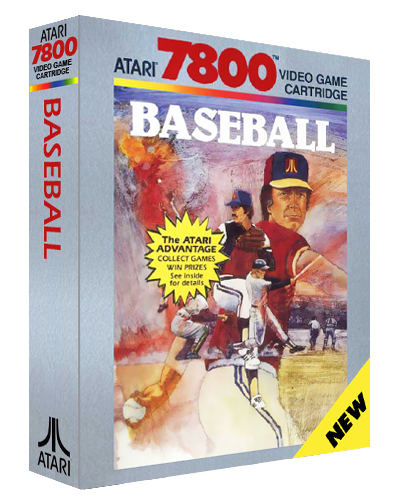 ATARI
7800
VIDEO GAME
CARTRIDGE
BASEBALL
ATARI
ATARI 7800™ VIDEO GAME
CARTRIDGE
BASEBALL
The ATARI
ADVANTAGE
COLLECT GAMES
WIN PRIZES
See inside
for details
NEW